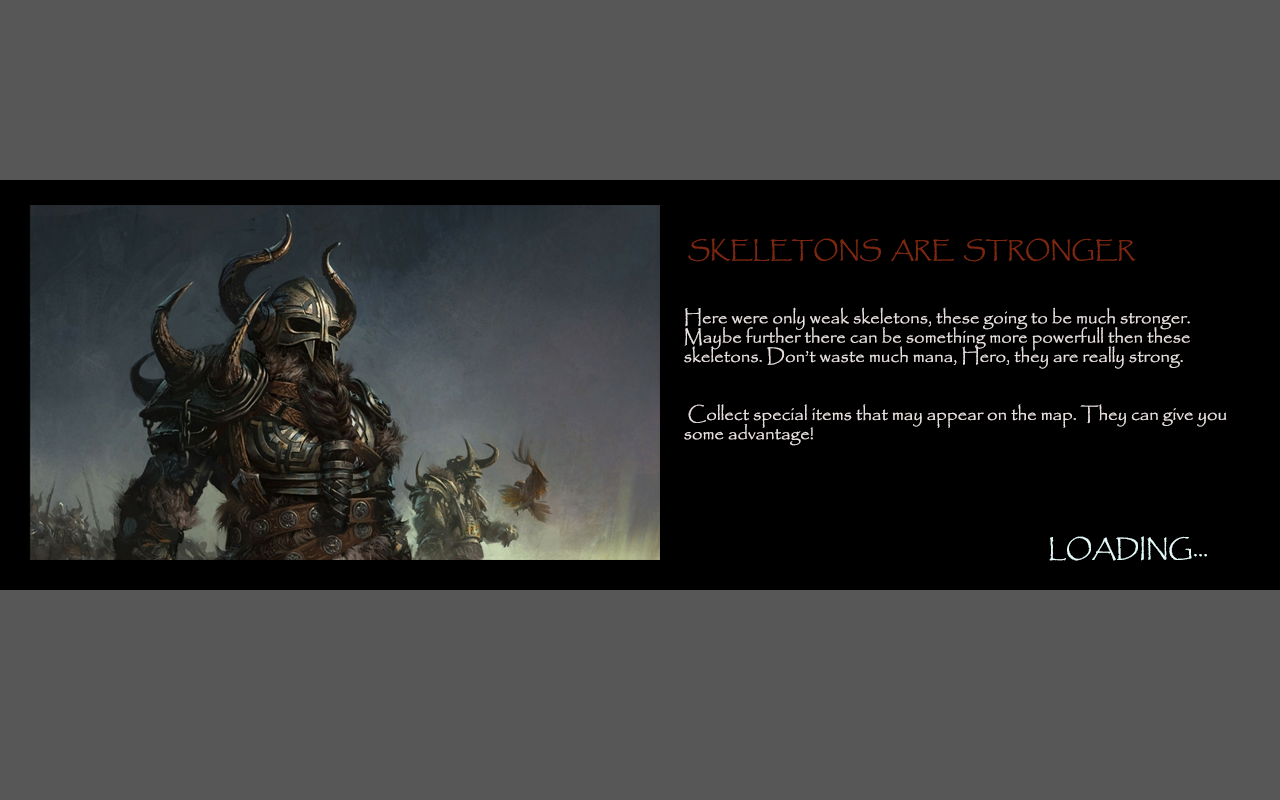 SKELETONS ARE STRONGER
Here were only weak skeletons, these going to be much stronger.
Maybe further there can be something more powerfull then these
skeletons. Don't waste much mana, Hero, they are really strong.
Collect special items that may appear on the map. They can give you
some advantage!
LOADING...